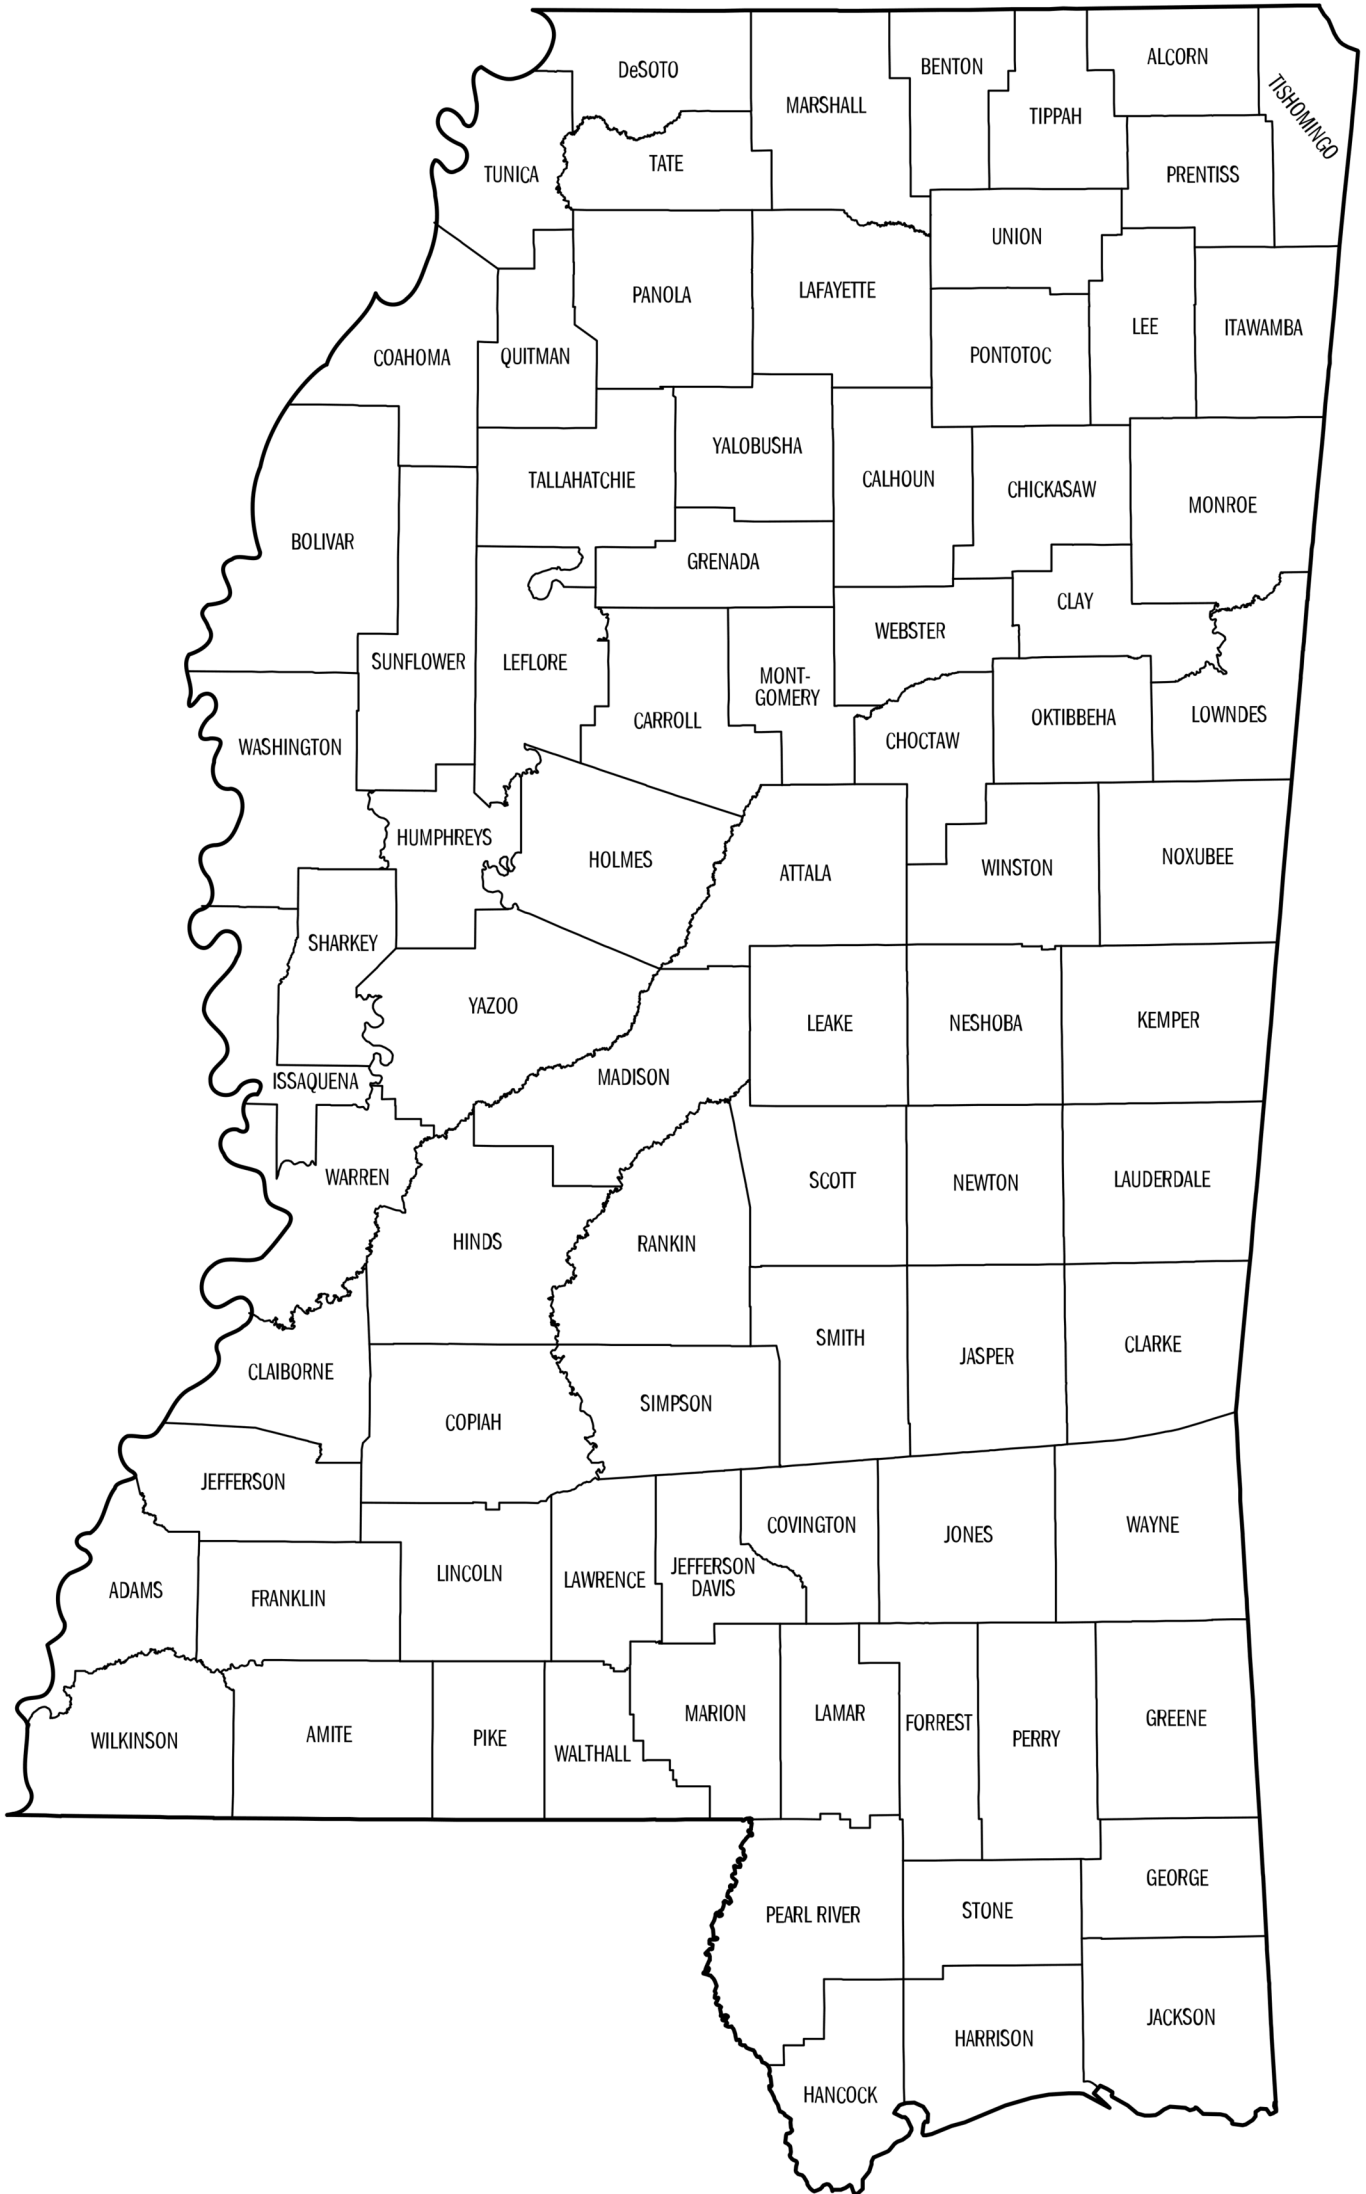 DeSOTO
BENTON
ALCORN
MARSHALL
TIPPAH
TISHOMINGO
TUNICA
TATE
PRENTISS
UNION
PANOLA
LAFAYETTE
LEE
ITAWAMBA
COAHOMA
QUITMAN
PONTOTOC
YALOBUSHA
TALLAHATCHIE
CALHOUN
CHICKASAW
MONROE
BOLIVAR
GRENADA
CLAY
WEBSTER
SUNFLOWER
LEFLORE
MONT-
GOMERY
CARROLL
OKTIBBEHA
LOWNDES
WASHINGTON
CHOCTAW
HUMPHREYS
HOLMES
ATTALA
WINSTON
NOXUBEE
SHARKEY
YAZOO
LEAKE
NESHOBA
KEMPER
ISSAQUENA
MADISON
WARREN
SCOTT
NEWTON
LAUDERDALE
HINDS
RANKIN
SMITH
JASPER
CLARKE
CLAIBORNE
COPIAH
SIMPSON
JEFFERSON
COVINGTON
JONES
WAYNE
ADAMS
FRANKLIN
LINCOLN
LAWRENCE
JEFFERSON
DAVIS
WILKINSON
AMITE
PIKE
WALTHALL
MARION
LAMAR
FORREST
PERRY
GREENE
PEARL RIVER
STONE
GEORGE
HANCOCK
HARRISON
JACKSON